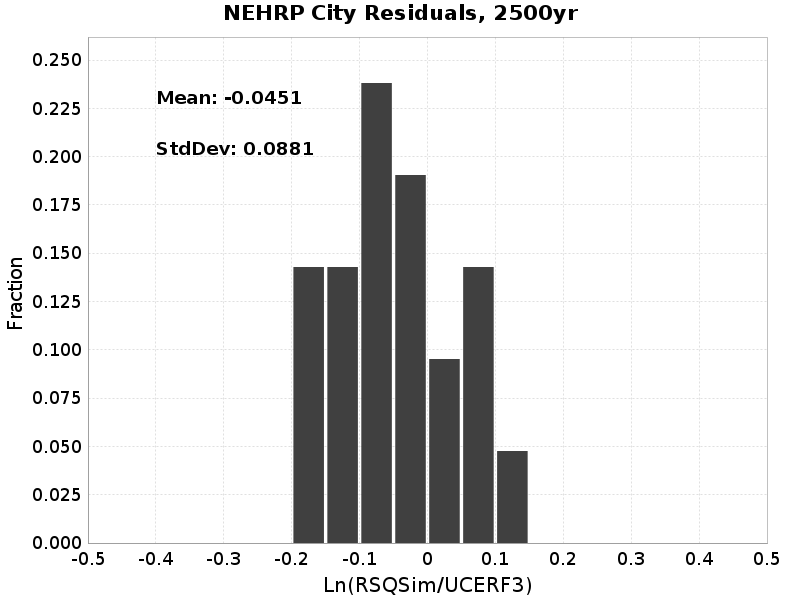 NEHRP City Residuals, 2500yr
0.250
Mean: -0.0451
0.225
0.200
StdDev: 0.0881
0.175
0.150
0.125
0.100
0.075
0.050
0.025
0.000
Fraction
-0.5 -0.4 -0.3 -0.2 -0.1 0 0.1 0.2 0.3 0.4 0.5
Ln(RSQSim/UCERF3)